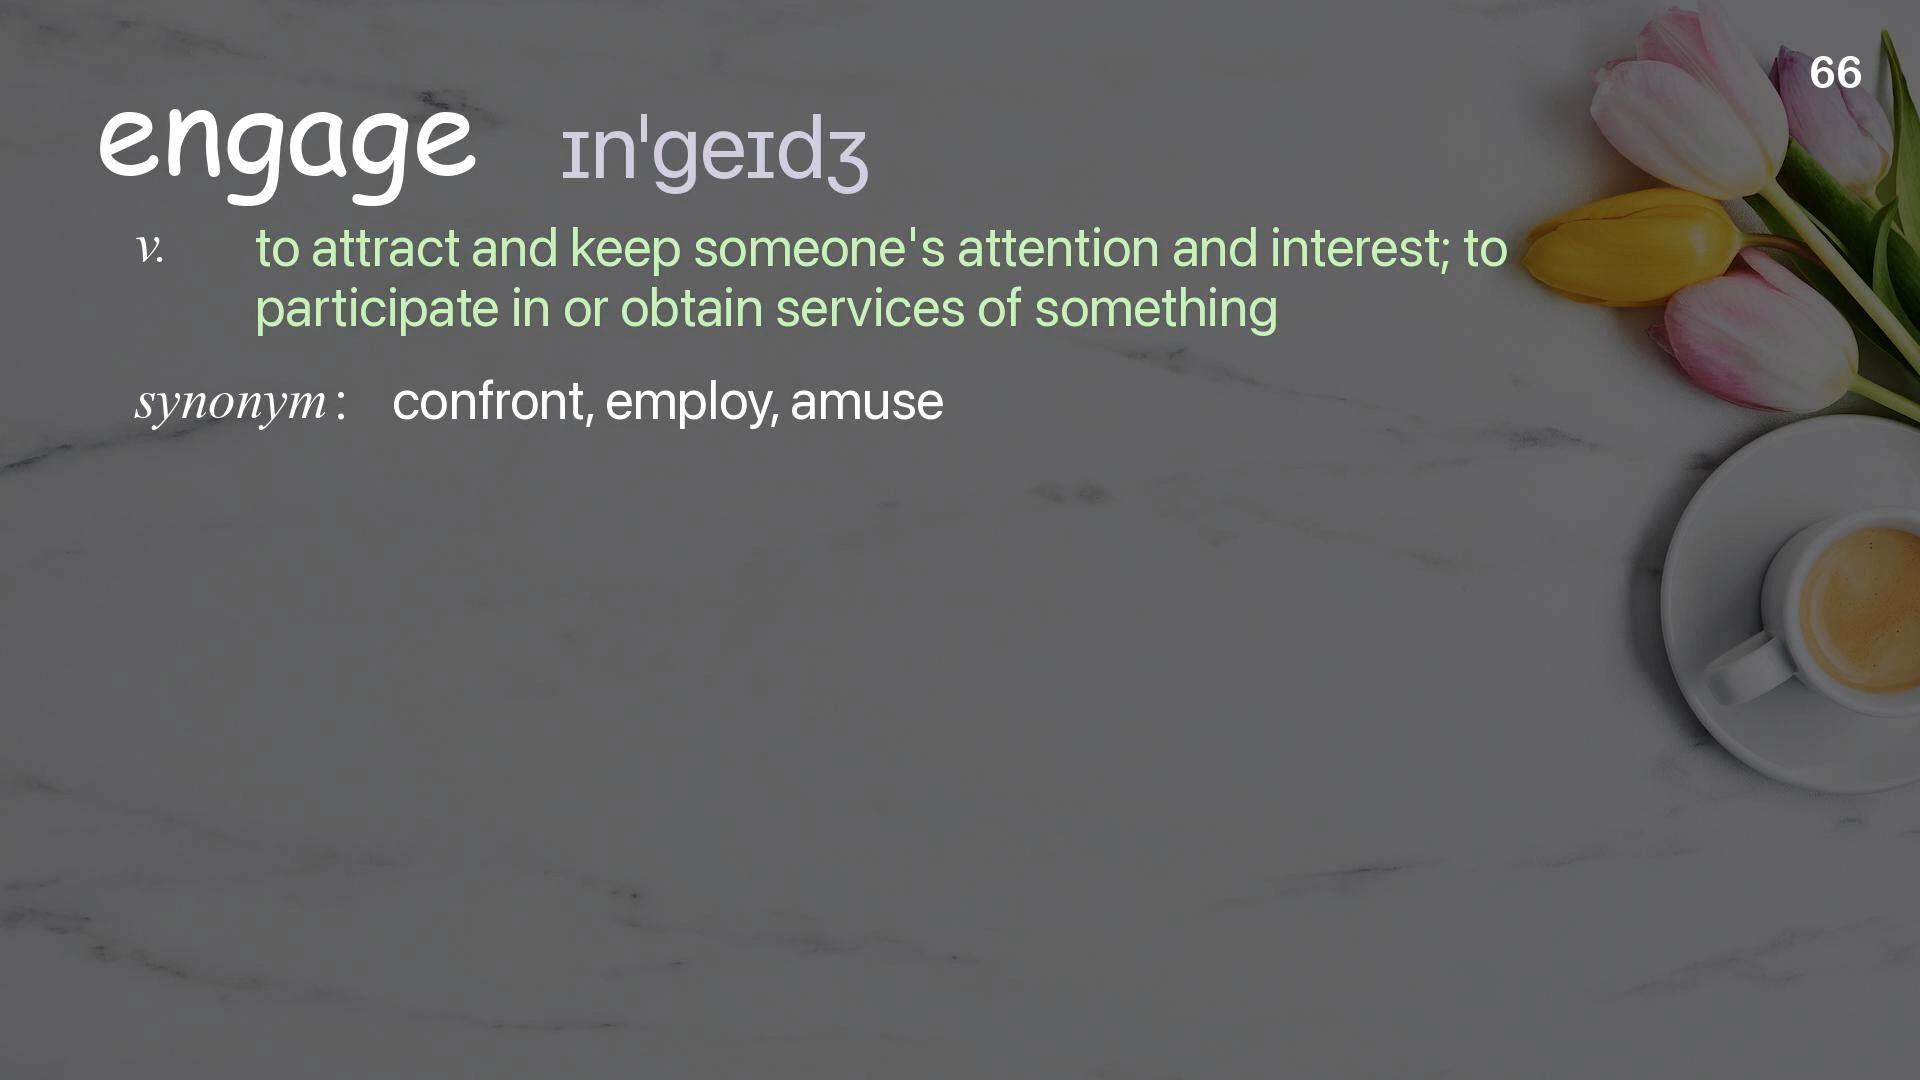 66
engage ɪnˈgeɪdʒ
v. to attract and keep someone's attention and interest; to
participate in or obtain services of something
synonym: confront, employ, amuse